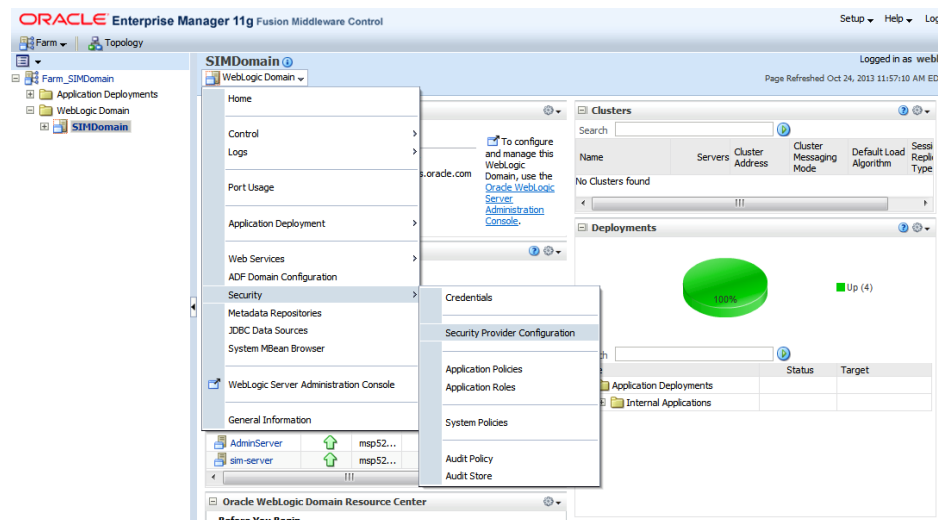 ORACLE Enterprise Manager 11g Fusion Middleware Control
Setup Help Log
Farm Topology
SIMDomain
Logged in as webl
WebLogic Domain
Page Refreshed Oct 24, 2013 11:57:10 AM ED
Farm_SIMDomain
Application Deployments
WebLogic Domain
SIMDomain
Home
Control
Logs
Port Usage
Application Deployment
Web Services
ADF Domain Configuration
Security
Metadata Repositories
JDBC Data Sources
System MBean Browser
WebLogic Server Administration Console
General Information
Credentials
Security Provider Configuration
Application Policies
Application Roles
System Policies
Audit Policy
Audit Store
s.oracle.com
To configure
and manage this
WebLogic
Domain, use the
Oracle WebLogic
Server
Administration
Console.
AdminServer msp52...
sim-server msp52...
Oracle WebLogic Domain Resource Center
Before You Begin
Clusters
Search
Name Servers Cluster Address Cluster Messaging Mode Default Load Algorithm Sessi Repli Type
No Clusters found
Deployments
100%
Up (4)
Status Target
Application Deployments
Internal Applications